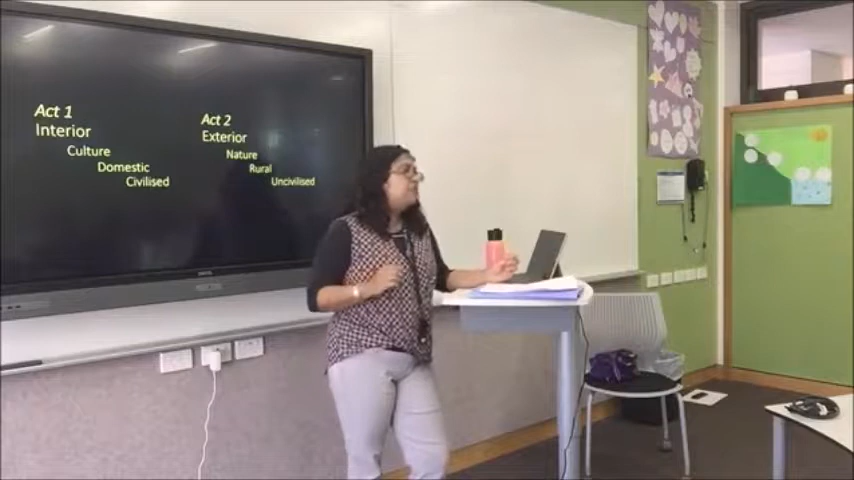 Act 1
Interior
Culture
Domestic
Civilised
Act 2
Exterior
Nature
Rural
Uncivilised